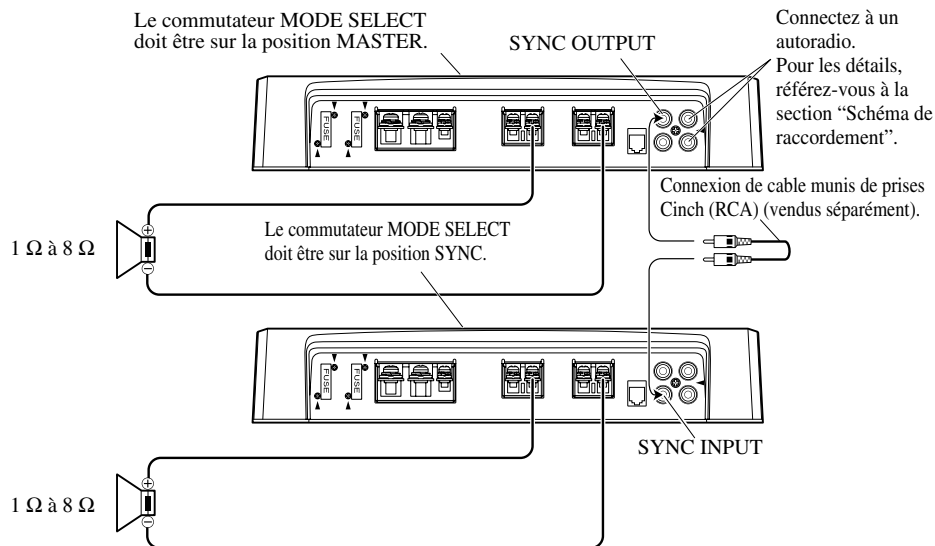 Le commutateur MODE SELECT
doit être sur la position MASTER.
SYNC OUTPUT
Connectez à un
autoradio.
Pour les détails,
référez-vous à la
section “Schéma de
raccordement”.
FUSE
FUSE
Connexion de cable munis de prises
Cinch (RCA) (vendus séparément).
Le commutateur MODE SELECT
doit être sur la position SYNC.
+
1 Ω à 8 Ω
−
FUSE
FUSE
SYNC INPUT
+
1 Ω à 8 Ω
−